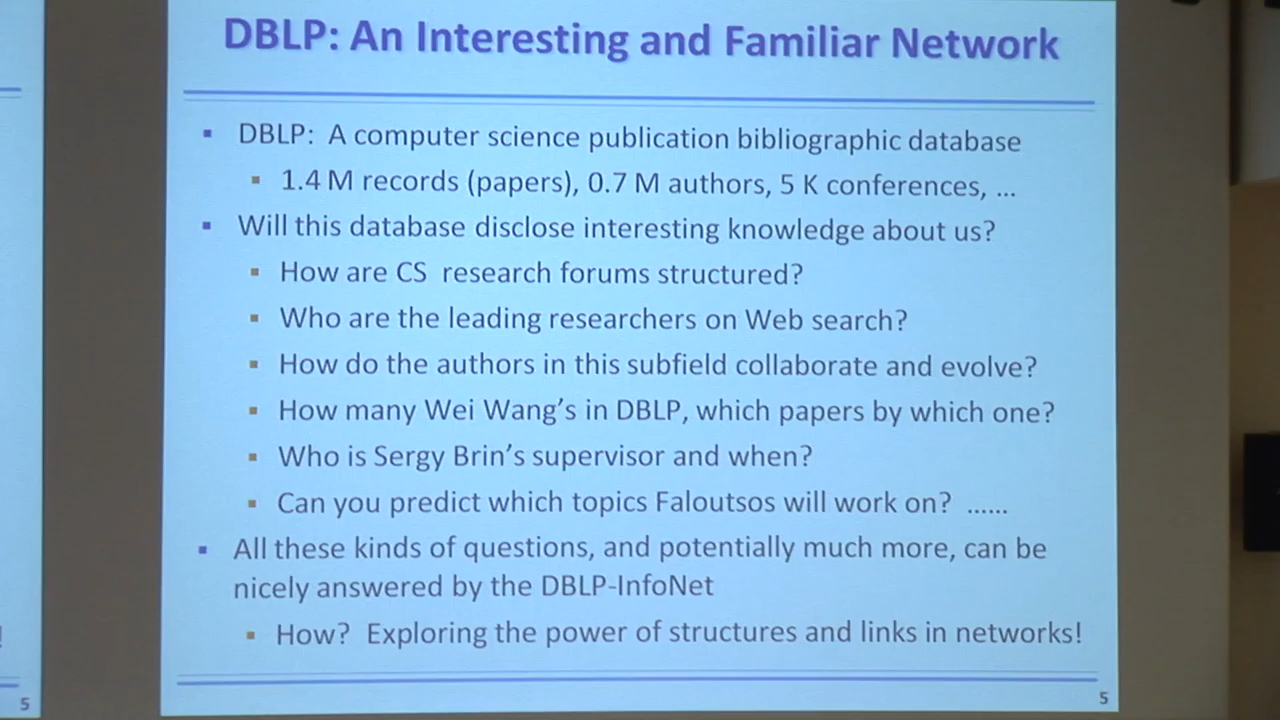 DBLP: An Interesting and Familiar Network
▪ DBLP: A computer science publication bibliographic database
▪ 1.4 M records (papers), 0.7 M authors, 5 K conferences, …
▪ Will this database disclose interesting knowledge about us?
▪ How are CS research forums structured?
▪ Who are the leading researchers on Web search?
▪ How do the authors in this subfield collaborate and evolve?
▪ How many Wei Wang's in DBLP, which papers by which one?
▪ Who is Sergy Brin's supervisor and when?
▪ Can you predict which topics Faloutsos will work on? ......
▪ All these kinds of questions, and potentially much more, can be
nicely answered by the DBLP-InfoNet
▪ How? Exploring the power of structures and links in networks!
5
!
5